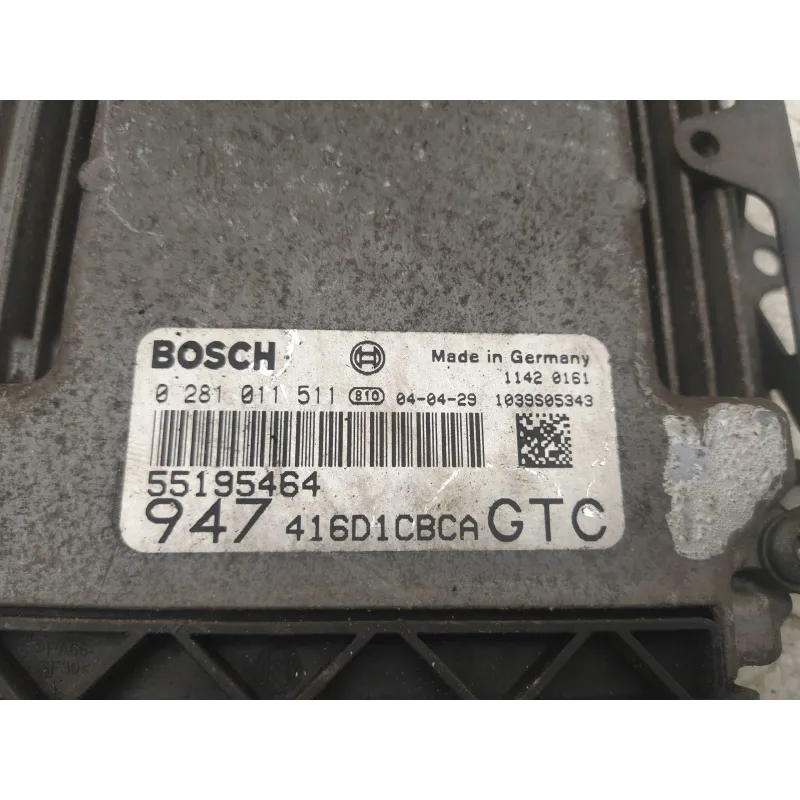 BOSCH Made in Germany
1142 0161
0 281 011 511 810 04-04-29 1039S05343
55195464
947 416D1CBCA GTC